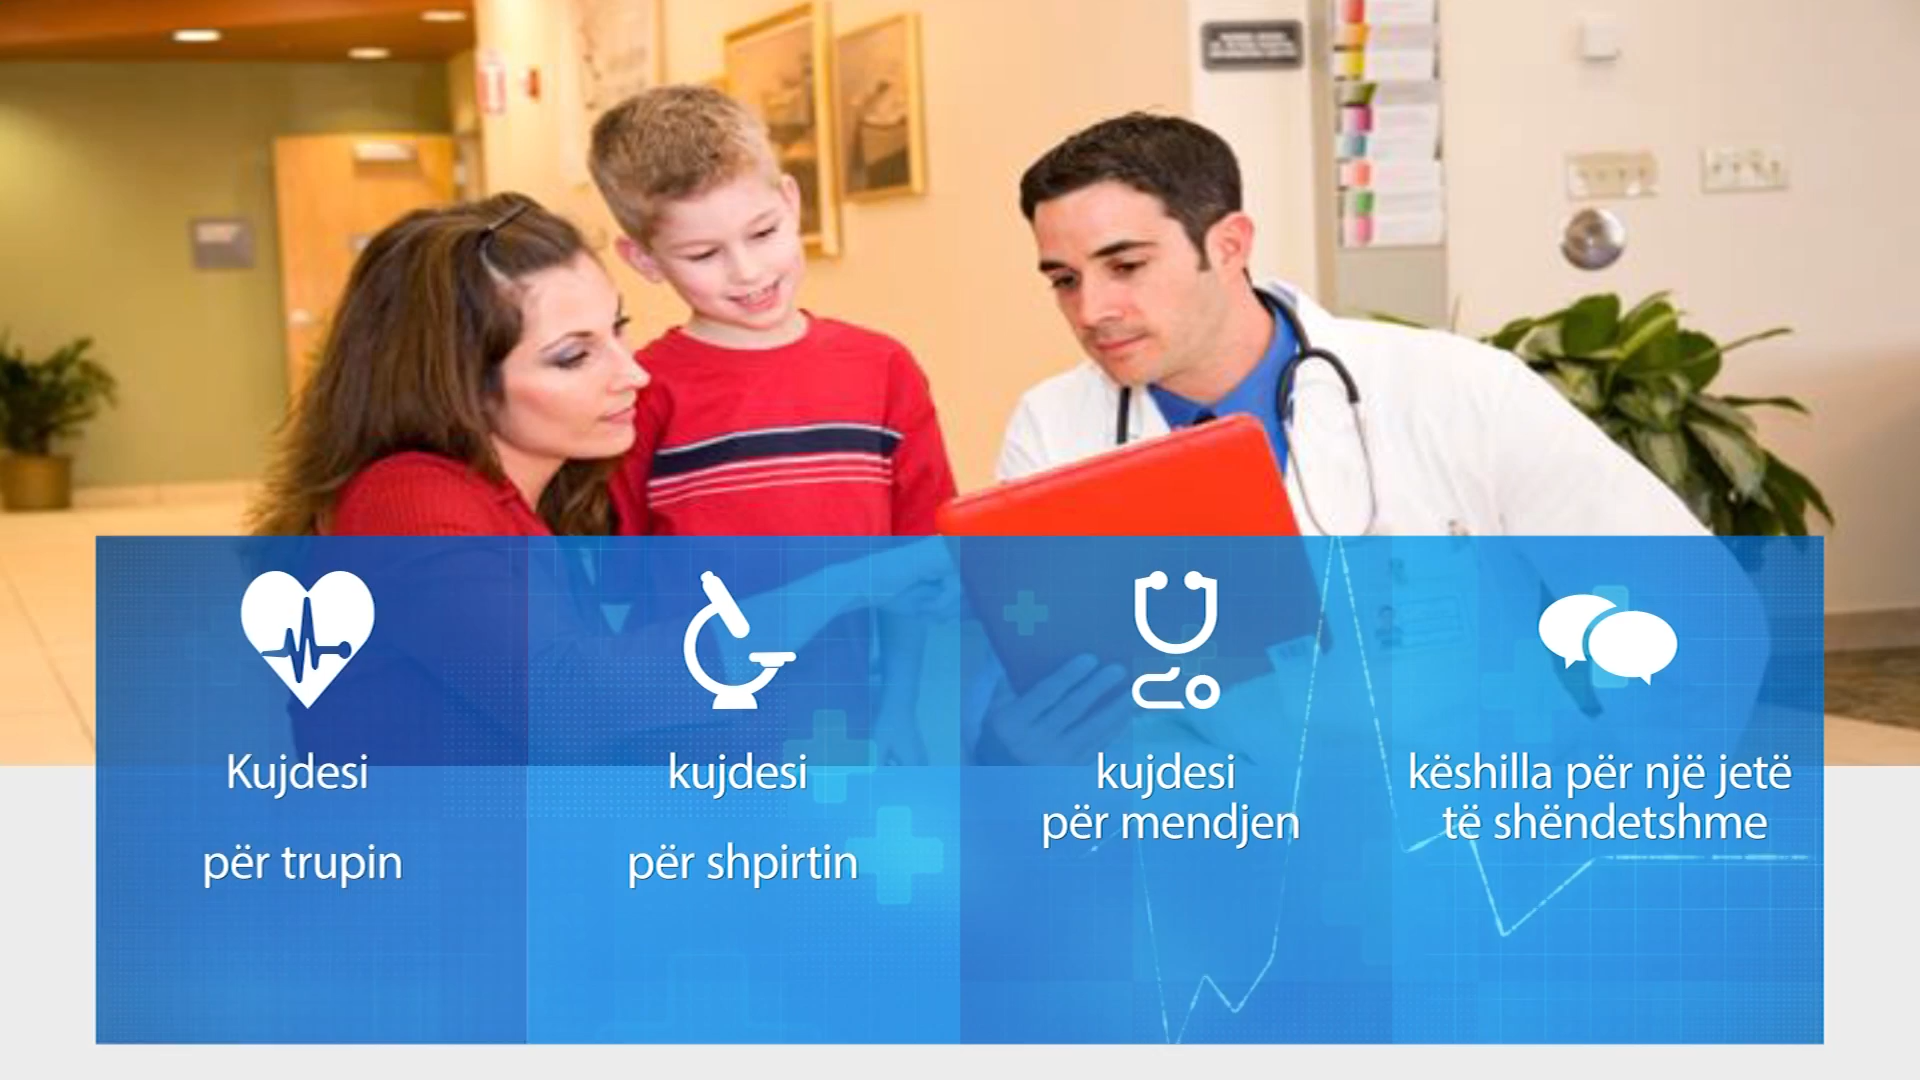 Kujdesi
për trupin
kujdesi
për shpirtin
kujdesi
për mendjen
këshilla për një jetë
të shëndetshme